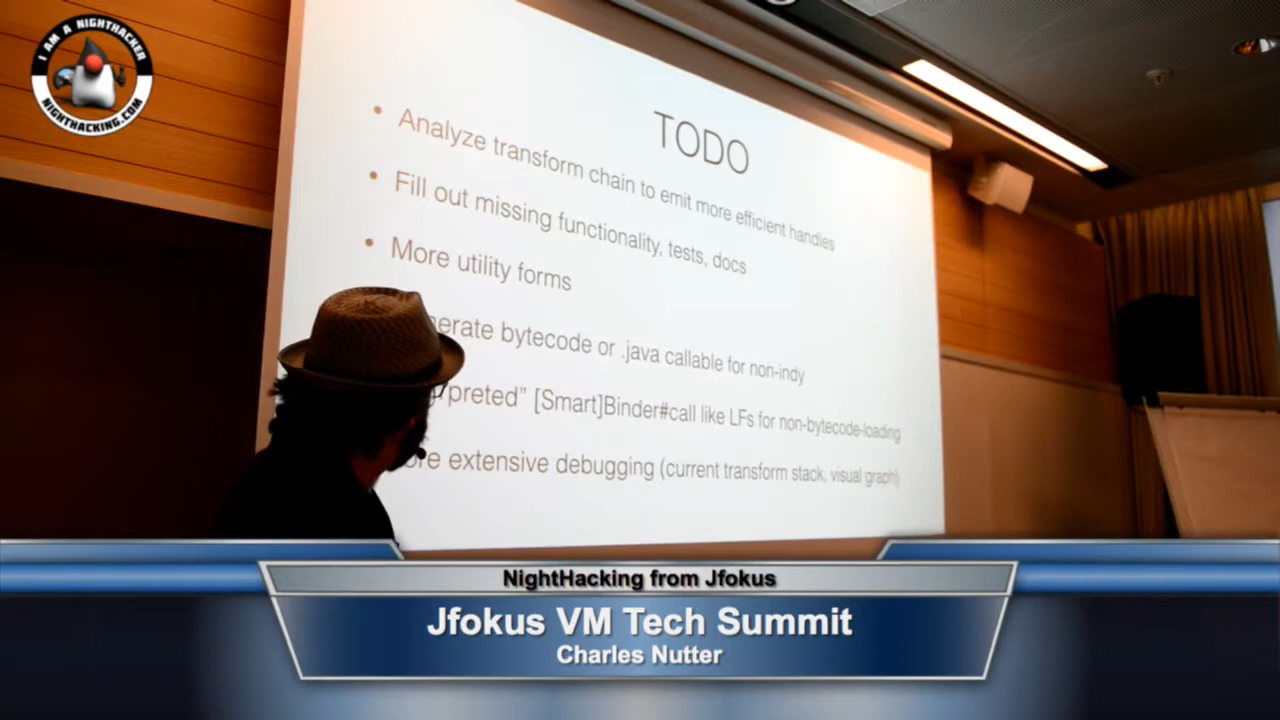 I AM A NIGHTHACKER
NIGHTHACKING.COM
TODO
• Analyze transform chain to emit more efficient handles
• Fill out missing functionality, tests, docs
• More utility forms
nerate bytecode or .java callable for non-indy
preted” [Smart]Binder#call like LFs for non-bytecode-loading
ore extensive debugging (current transform stack, visual graph)
NightHacking from Jfokus
Jfokus VM Tech Summit
Charles Nutter